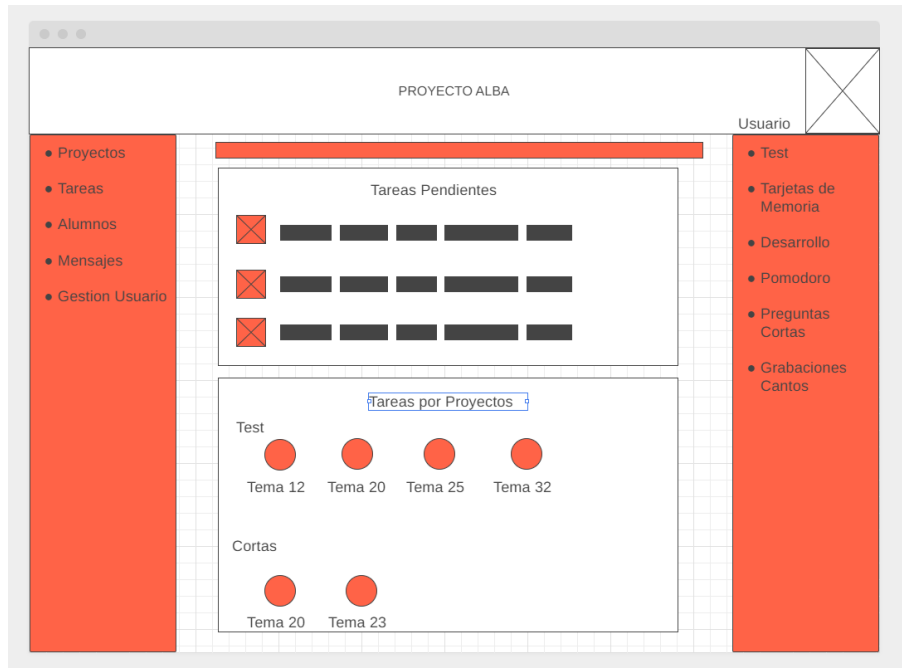 PROYECTO ALBA
Usuario
Proyectos
Tareas
Alumnos
Mensajes
Gestion Usuario
Tareas Pendientes
Tareas por Proyectos
Test
Tema 12 Tema 20 Tema 25 Tema 32
Cortas
Tema 20 Tema 23
Test
Tarjetas de
Memoria
Desarrollo
Pomodoro
Preguntas
Cortas
Grabaciones
Cantos